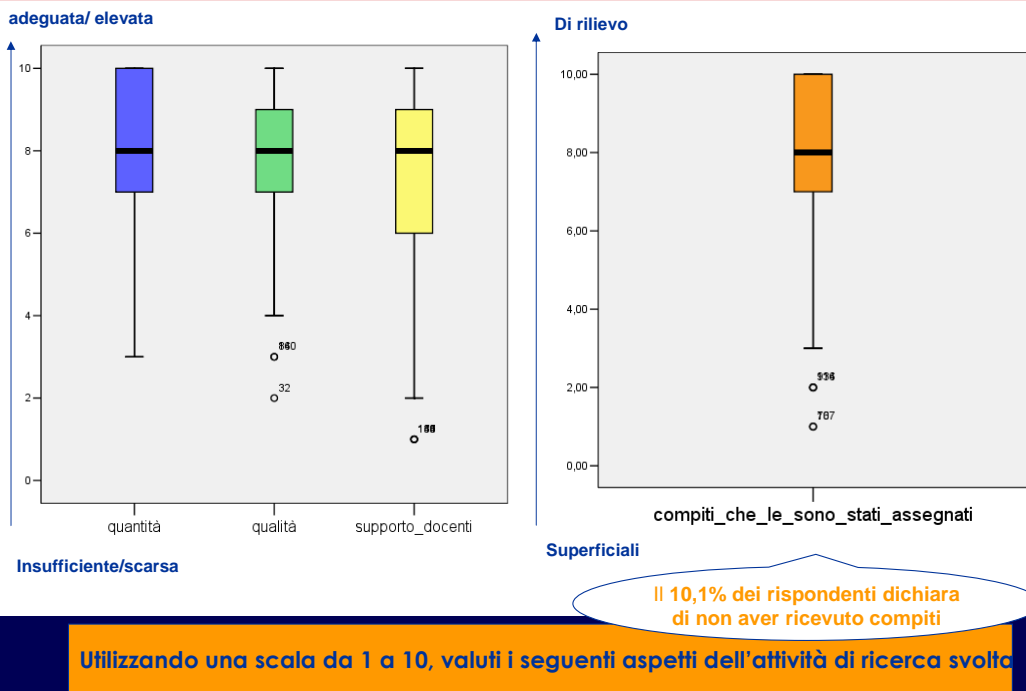 adeguata/ elevata
10
8
6
4
2
0
32
quantità
qualità
supporto_docenti
Insufficiente/scarsa
Di rilievo
10,00
8,00
6,00
4,00
2,00
0,00
compiti_che_le_sono_stati_assegnati
Superficiali
Il 10,1% dei rispondenti dichiara
di non aver ricevuto compiti
Utilizzando una scala da 1 a 10, valuti i seguenti aspetti dell'attività di ricerca svolta